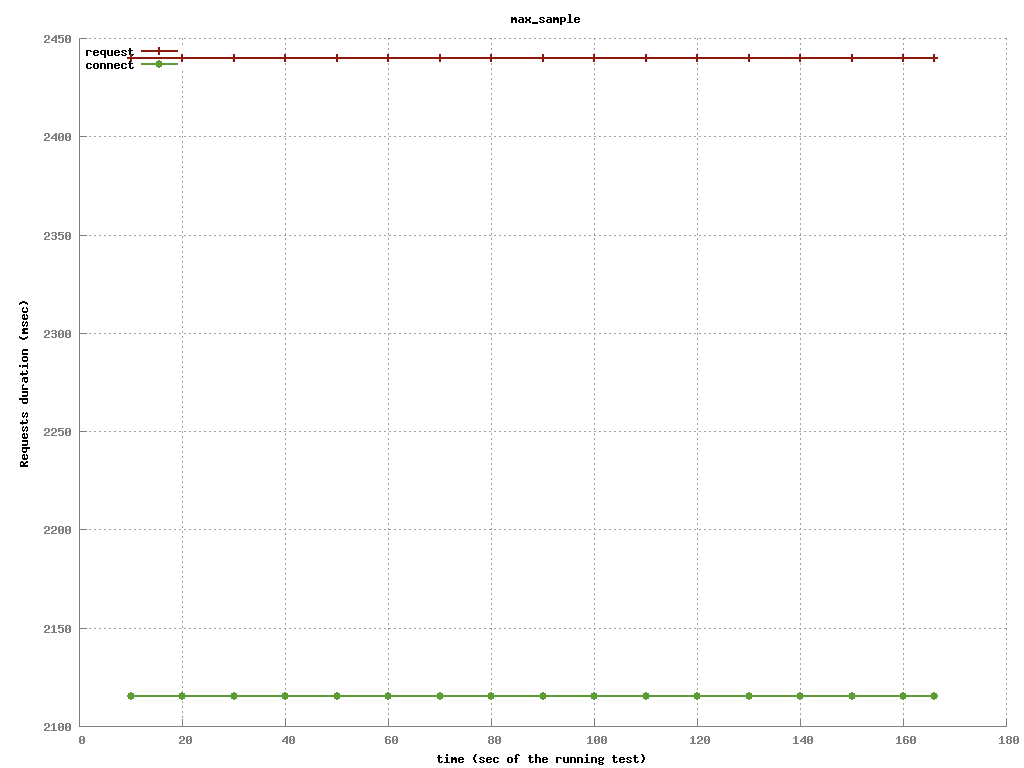 max_sample
2450
request
connect
2400
2350
2300
2250
2200
2150
2100
Requests duration (msec)
0 20 40 60 80 100 120 140 160 180
time (sec of the running test)